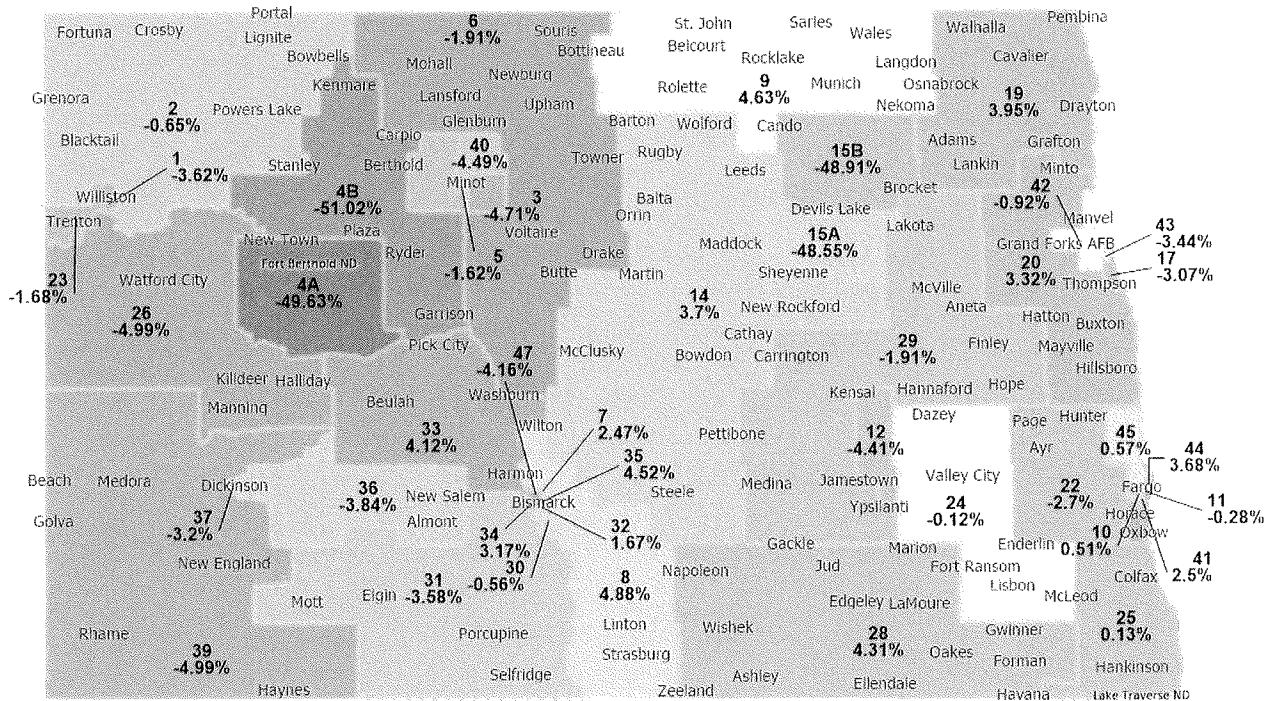 Portal
Fortuna Crosby
Lignite
6
-1.91%
Souris
Bottineau
St. John
Sarles
Wales
Walhalla
Pembina
Belcourt
Bowbells
Mohall
Rocklake
Langdon
Cavalier
Kenmare
Newburg
Rolette
9
4.63%
Munich
Osnabrock
19
3.95%
Grenora
2
-0.65%
Powers Lake
Lansford
Upham
Nekoma
Drayton
Glenburn
Barton
Wolford
Cando
Blacktail
Carpio
40
-4.49%
Adams
Grafton
1
-3.62%
Stanley
Berthold
Towner
Rugby
15B
-48.91%
Lankin
Minto
Leeds
Minot
Brocket
42
-0.92%
Williston
4B
-51.02%
3
-4.71%
Balta
Orrin
Devils Lake
Manvel
Trenton
Plaza
Voltaire
Lakota
43
-3.44%
New Town
Ryder
Drake
Maddock
15A
-48.55%
Grand Forks AFB
17
-3.07%
Fort Berthold ND
5
-1.62%
23
-1.68%
Watford City
4A
-49.63%
Butte
Martin
Sheyenne
20
3.32%
Thompson
McVille
14
3.7%
New Rockford
Aneta
26
-4.99%
Garrison
Hatton
Buxton
Cathay
Pick City
47
-4.16%
McClusky
Bowdon
Carrington
29
-1.91%
Finley
Mayville
Hillsboro
Killdeer
Halliday
Washburn
Kensal
Hannaford
Hope
Manning
Beulah
Dazey
Page
Hunter
Wilton
7
2.47%
33
4.12%
Pettibone
12
-4.41%
Ayr
45
0.57%
44
3.68%
35
4.52%
Beach
Medora
Dickinson
Harmon
Steele
Medina
Jamestown
Valley City
36
-3.84%
New Salem
Bismarck
22
-2.7%
Fargo
11
-0.28%
Golva
37
-3.2%
Almont
Ypsilanti
24
-0.12%
Horace
32
1.67%
34
3.17%
Gackle
Marion
Enderlin
10
0.51%
Oxbow
New England
30
-0.56%
Napoleon
Jud
Fort Ransom
41
2.5%
Mott
Elgin
31
-3.58%
8
4.88%
Lisbon
Colfax
McLeod
Edgeley
LaMoure
Rhame
Porcupine
Linton
Wishek
28
4.31%
Gwinner
25
0.13%
39
-4.99%
Strasburg
Oakes
Forman
Hankinson
Selfridge
Ashley
Ellendale
Haynes
Zeeland
Havana
Lake Traverse ND